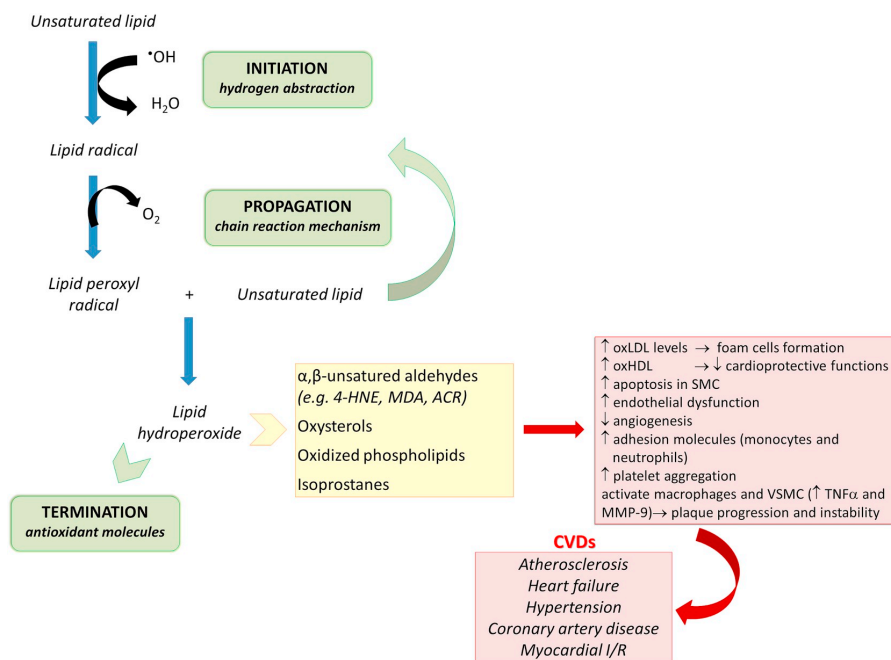 Unsaturated lipid
•OH
INITIATION
hydrogen abstraction
H₂O
Lipid radical
O₂
PROPAGATION
chain reaction mechanism
Lipid peroxyl
radical
+
Unsaturated lipid
Lipid
hydroperoxide
α,β-unsatured aldehydes
(e.g. 4-HNE, MDA, ACR)
Oxysterols
Oxidized phospholipids
Isoprostanes
TERMINATION
antioxidant molecules
↑ oxLDL levels → foam cells formation
↑ oxHDL → ↓ cardioprotective functions
↑ apoptosis in SMC
↑ endothelial dysfunction
↓ angiogenesis
↑ adhesion molecules (monocytes and
neutrophils)
↑ platelet aggregation
activate macrophages and VSMC (↑ TNFα and
MMP-9)→ plaque progression and instability
CVDs
Atherosclerosis
Heart failure
Hypertension
Coronary artery disease
Myocardial I/R